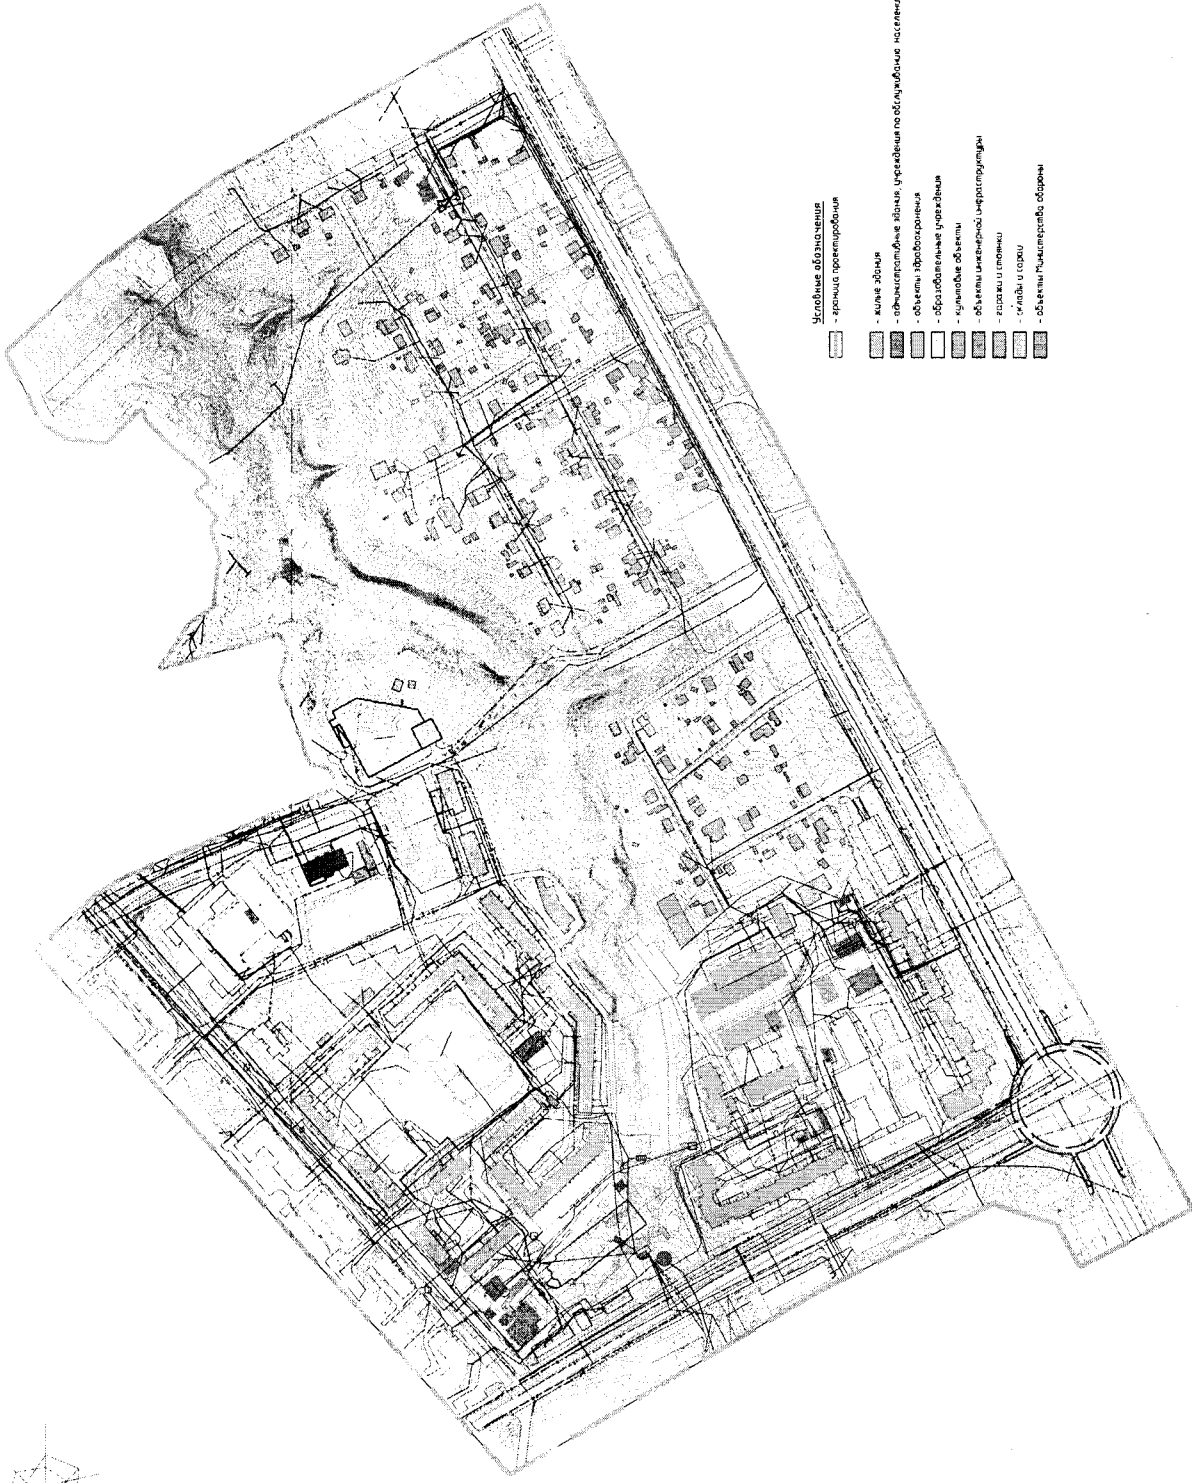 Условные обозначения
- граница проектирования
- жилые здания
- административные здания, учреждения по обслуживанию населения
- объекты здравоохранения
- образовательные учреждения
- культовые объекты
- объекты инженерной инфраструктуры
- гаражи и стоянки
- склады и сараи
- объекты Министерства обороны